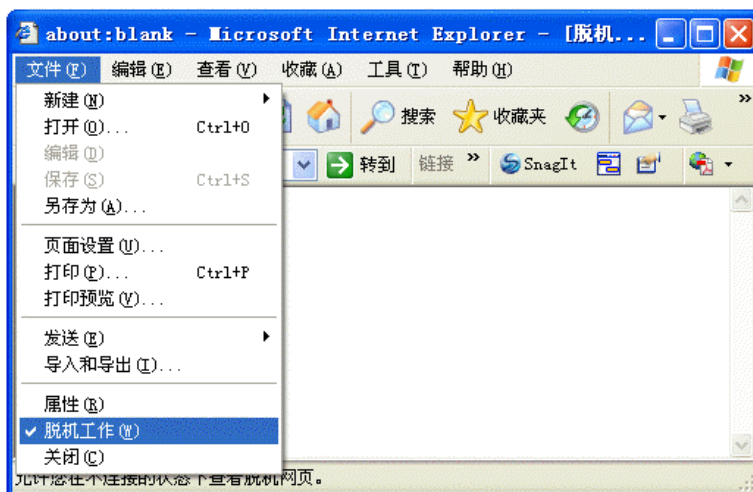 about:blank - Microsoft Internet Explorer - [脱机...
文件(F) 编辑(E) 查看(V) 收藏(A) 工具(T) 帮助(H)
新建(N)
打开(O)... Ctrl+O
编辑(D)
保存(S) Ctrl+S
另存为(A)...
页面设置(U)...
打印(P)... Ctrl+P
打印预览(V)...
发送(E)
导入和导出(I)...
属性(R)
脱机工作(W)
关闭(C)
搜索 收藏夹 »
转到 链接 » SnagIt
允许您在不连接的状态下查看脱机网页。